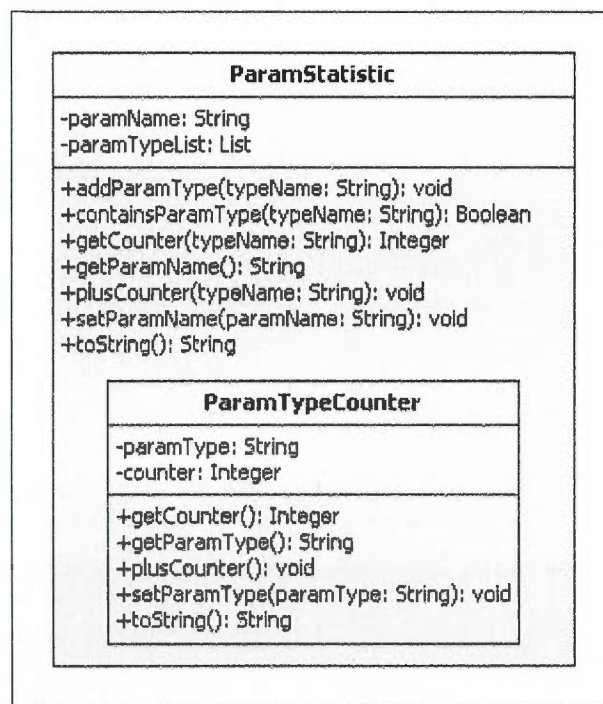 ParamStatistic
-paramName: String
-paramTypeList: List
+addParamType(typeName: String): void
+containsParamType(typeName: String): Boolean
+getCounter(typeName: String): Integer
+getParamName(): String
+plusCounter(typeName: String): void
+setParamName(paramName: String): void
+toString(): String
ParamTypeCounter
-paramType: String
-counter: Integer
+getCounter(): Integer
+getParamType(): String
+plusCounter(): void
+setParamType(paramType: String): void
+toString(): String